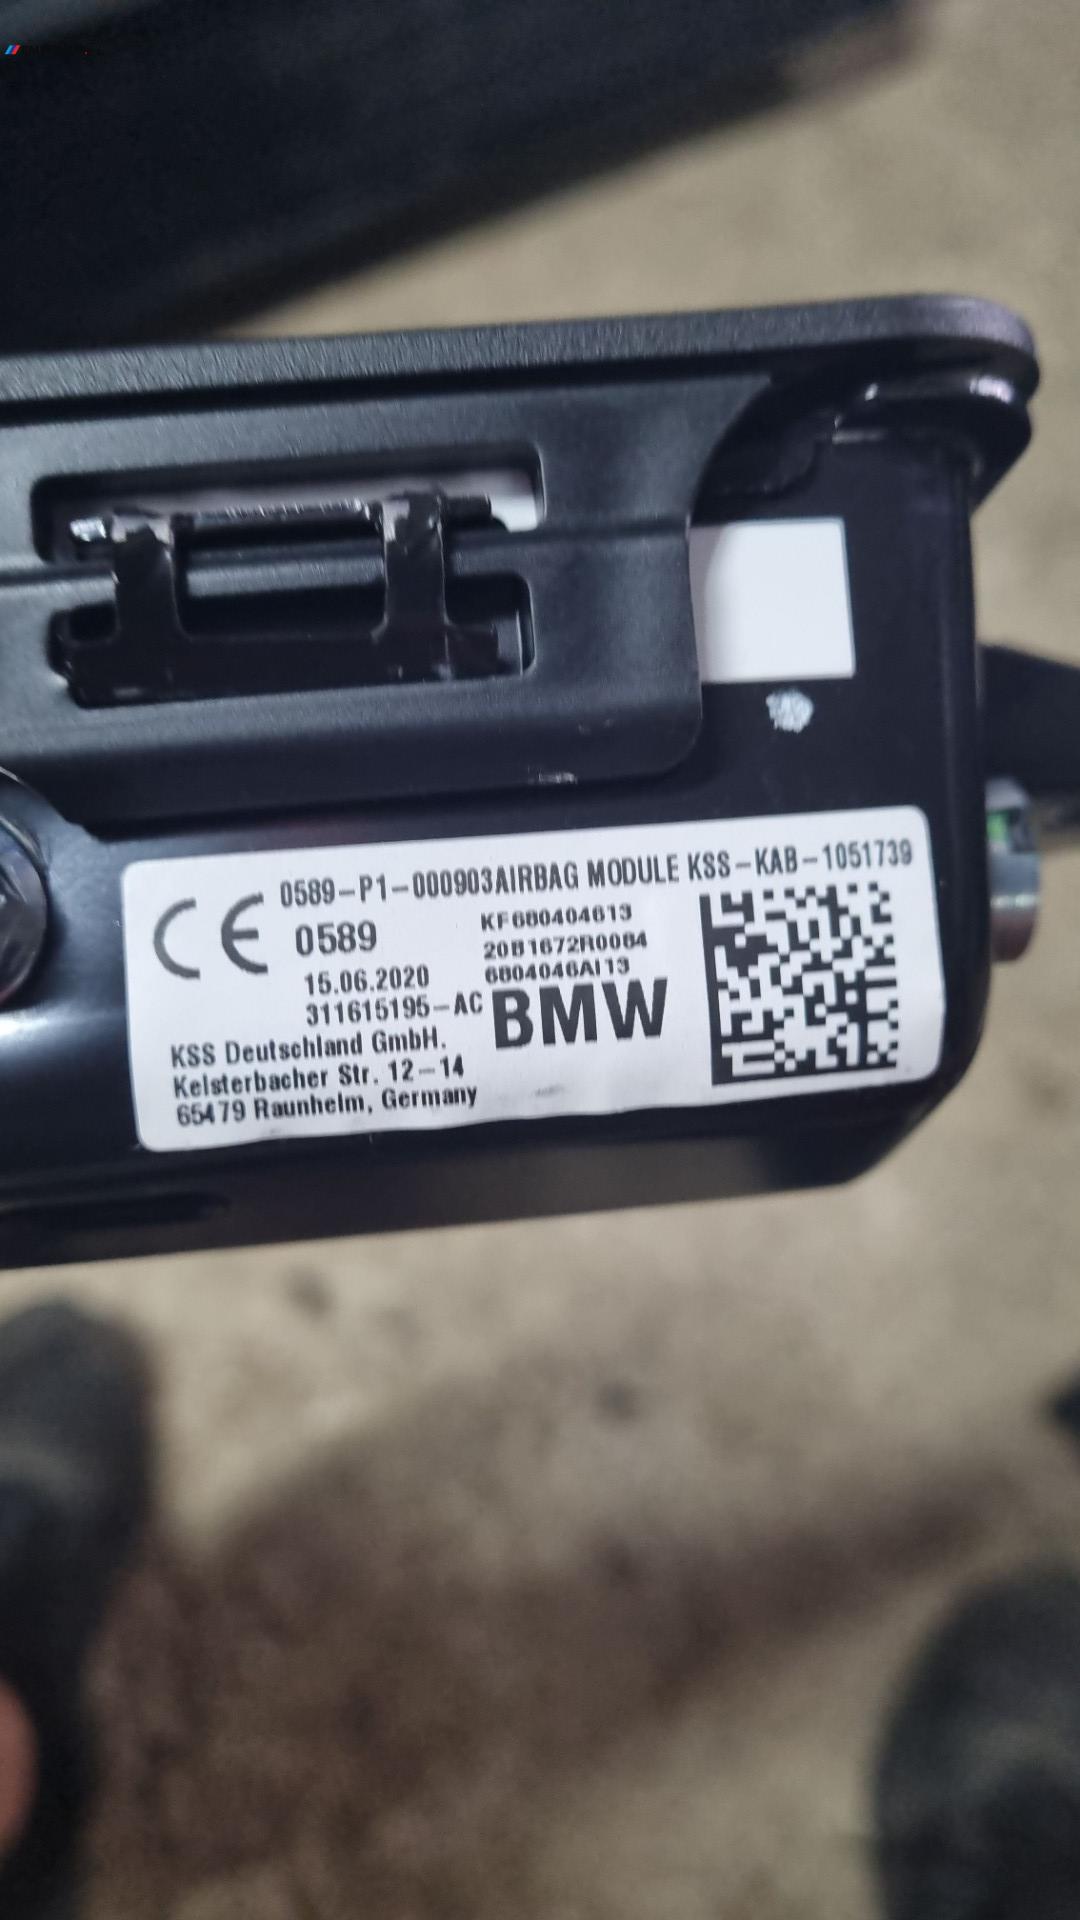 0589-P1-000903AIRBAG MODULE KSS-KAB-1051739
CE 0589
KF680404613
20B1672R0084
15.06.2020
6804046AI13
311615195-AC
BMW
KSS Deutschland GmbH.
Kelsterbacher Str. 12-14
65479 Raunheim, Germany